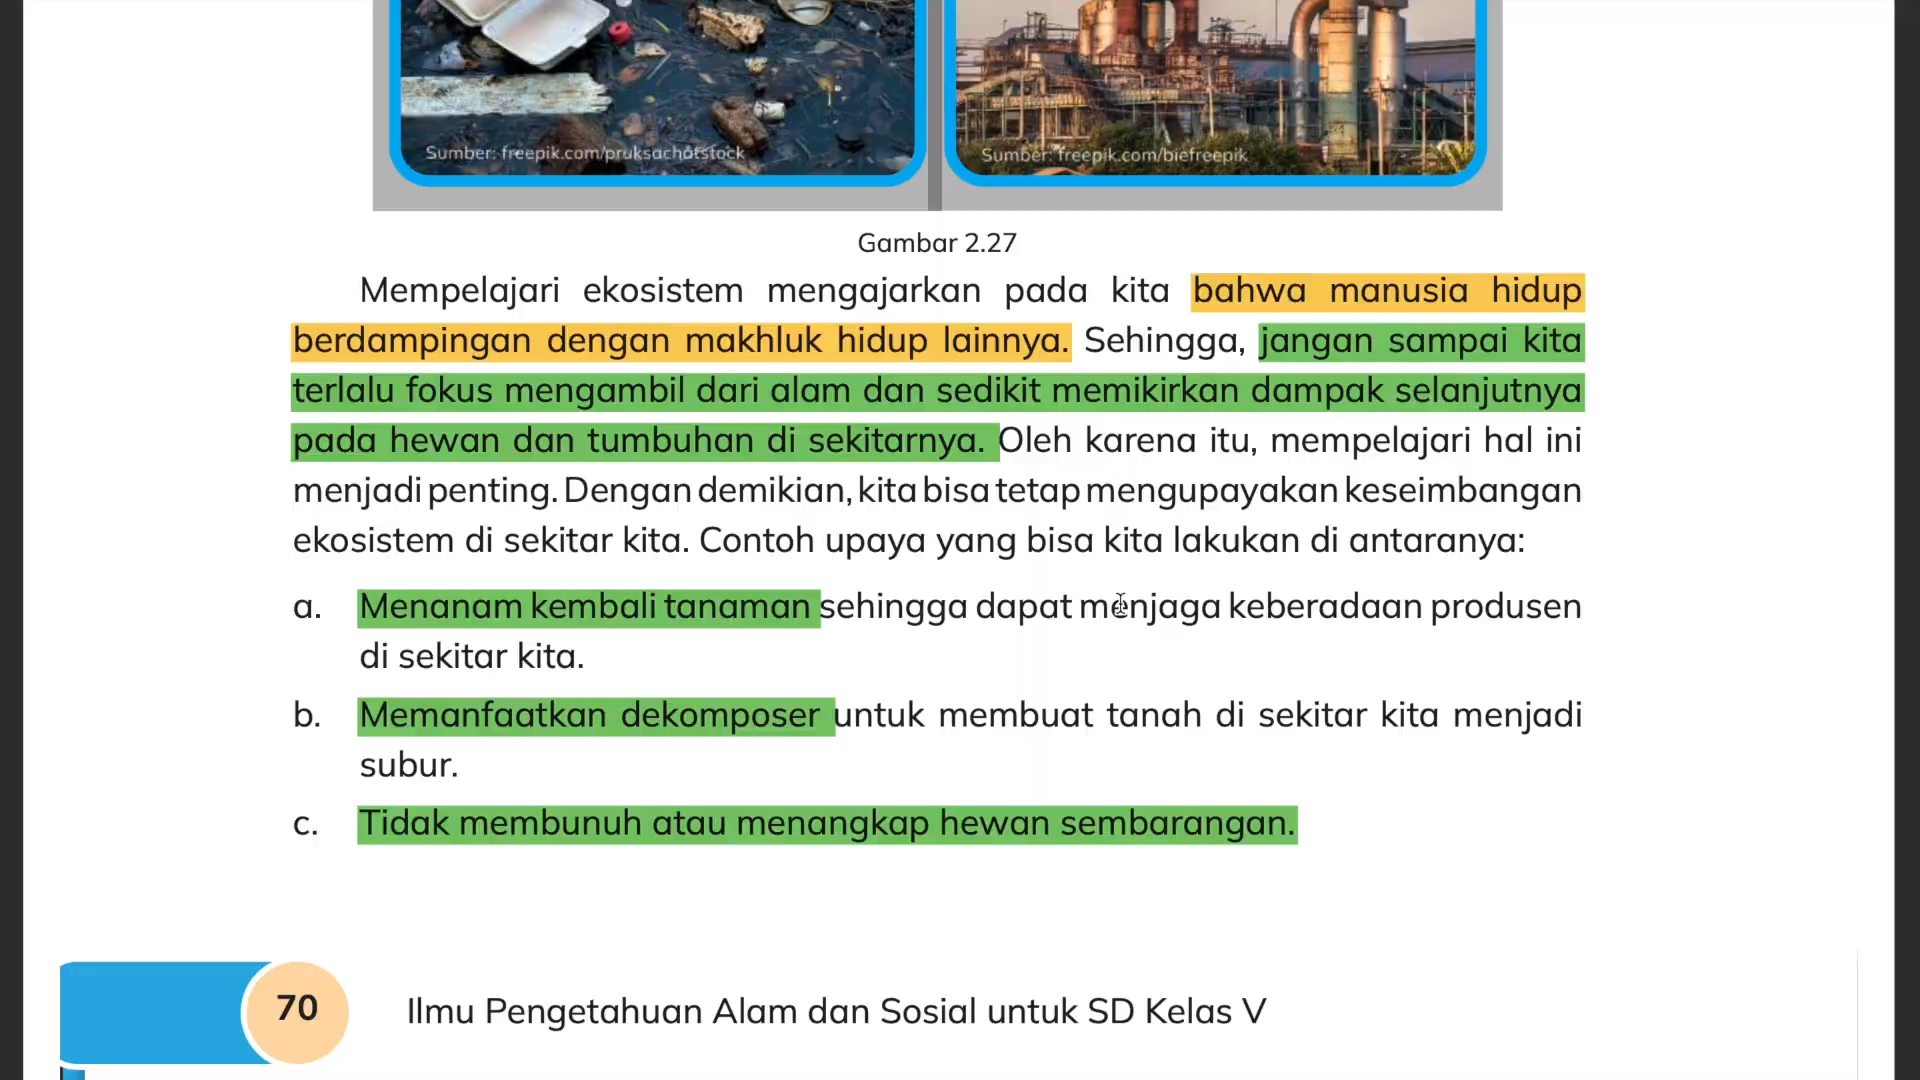 Sumber: freepik.com/pruksachatstock
Sumber: freepik.com/biefreepik
Gambar 2.27
Mempelajari ekosistem mengajarkan pada kita bahwa manusia hidup
berdampingan dengan makhluk hidup lainnya. Sehingga, jangan sampai kita
terlalu fokus mengambil dari alam dan sedikit memikirkan dampak selanjutnya
pada hewan dan tumbuhan di sekitarnya. Oleh karena itu, mempelajari hal ini
menjadi penting. Dengan demikian, kita bisa tetap mengupayakan keseimbangan
ekosistem di sekitar kita. Contoh upaya yang bisa kita lakukan di antaranya:
a. Menanam kembali tanaman sehingga dapat menjaga keberadaan produsen
di sekitar kita.
b. Memanfaatkan dekomposer untuk membuat tanah di sekitar kita menjadi
subur.
c. Tidak membunuh atau menangkap hewan sembarangan.
70 Ilmu Pengetahuan Alam dan Sosial untuk SD Kelas V